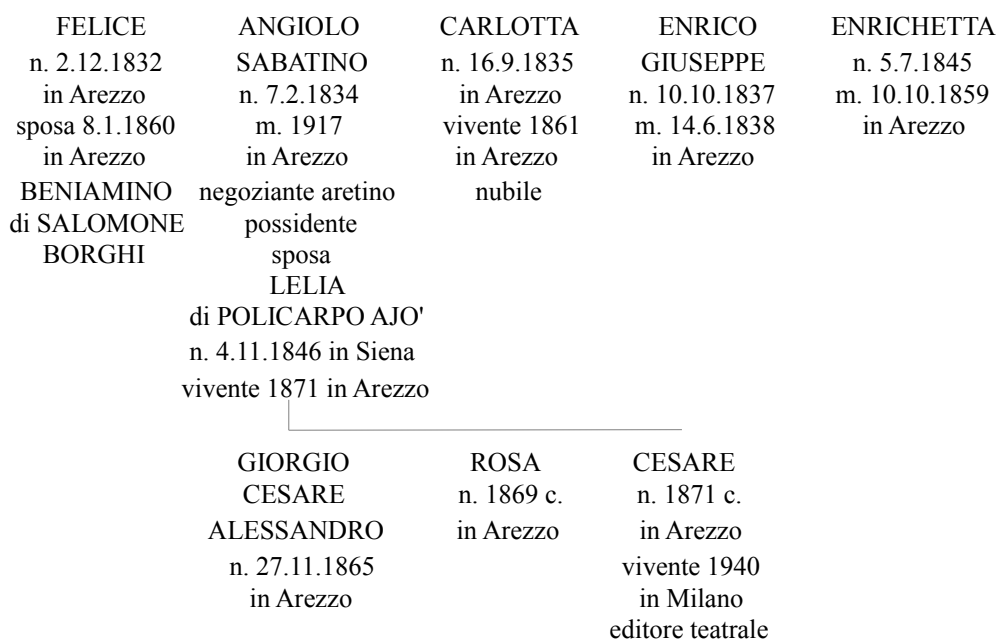 FELICE
n. 2.12.1832
in Arezzo
sposa 8.1.1860
in Arezzo
BENIAMINO
di SALOMONE
BORGHI
ANGIOLO
SABATINO
n. 7.2.1834
m. 1917
in Arezzo
negoziante aretino
possidente
sposa
LELIA
di POLICARPO AJO'
n. 4.11.1846 in Siena
vivente 1871 in Arezzo
CARLOTTA
n. 16.9.1835
in Arezzo
vivente 1861
in Arezzo
nubile
ENRICO
GIUSEPPE
n. 10.10.1837
m. 14.6.1838
in Arezzo
ENRICHETTA
n. 5.7.1845
m. 10.10.1859
in Arezzo
GIORGIO
CESARE
ALESSANDRO
n. 27.11.1865
in Arezzo
ROSA
n. 1869 c.
in Arezzo
CESARE
n. 1871 c.
in Arezzo
vivente 1940
in Milano
editore teatrale